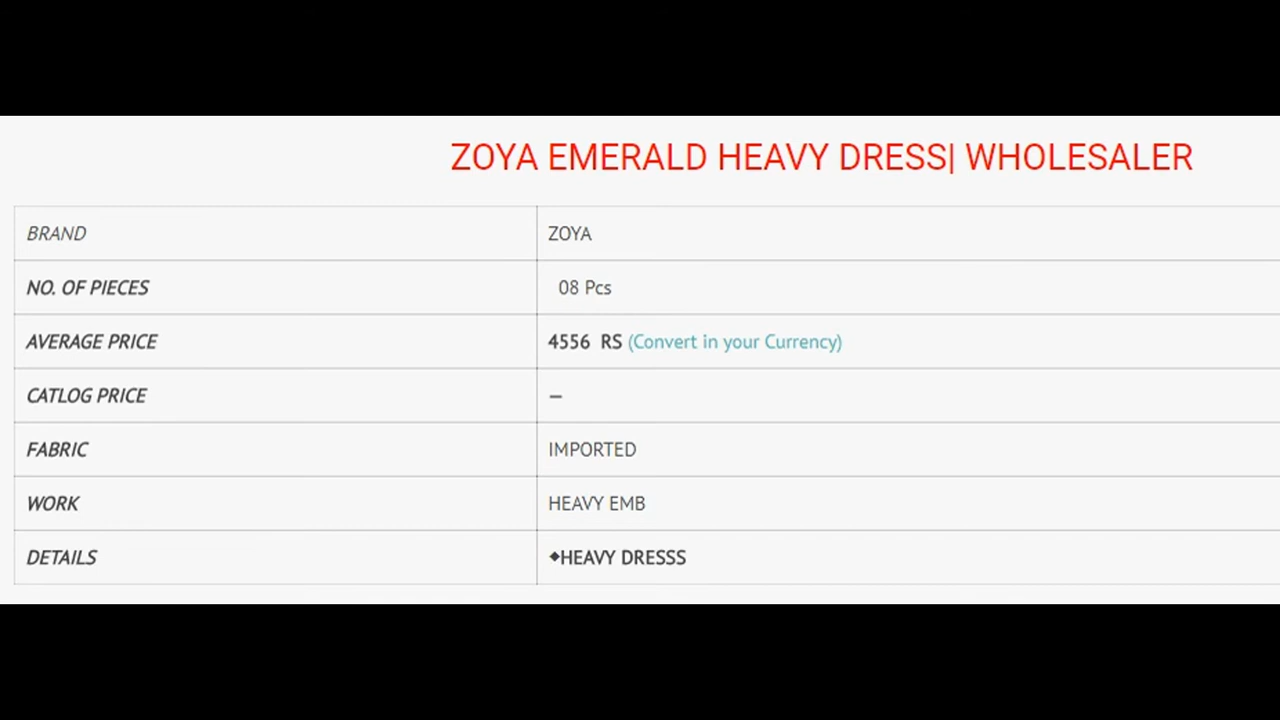 ZOYA EMERALD HEAVY DRESS| WHOLESALER
BRAND ZOYA
NO. OF PIECES 08 Pcs
AVERAGE PRICE 4556 RS (Convert in your Currency)
CATLOG PRICE –
FABRIC IMPORTED
WORK HEAVY EMB
DETAILS ◆HEAVY DRESSS